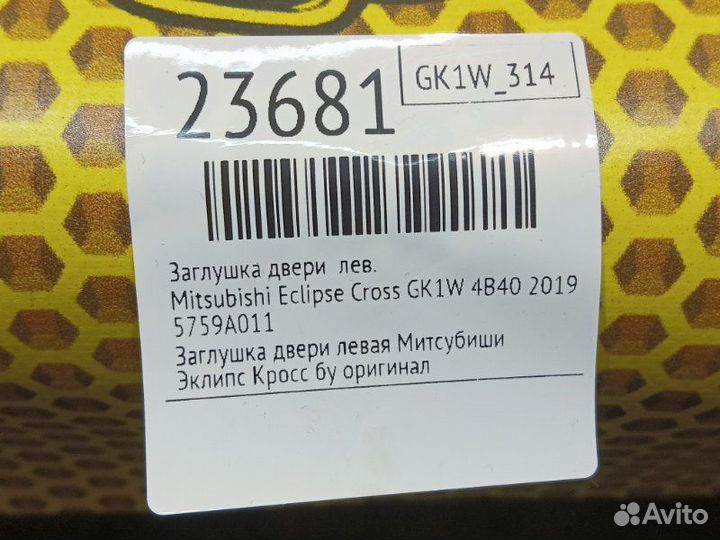 23681
GK1W_314
Заглушка двери лев.
Mitsubishi Eclipse Cross GK1W 4B40 2019
5759A011
Заглушка двери левая Митсубиши
Эклипс Кросс бу оригинал
Avito